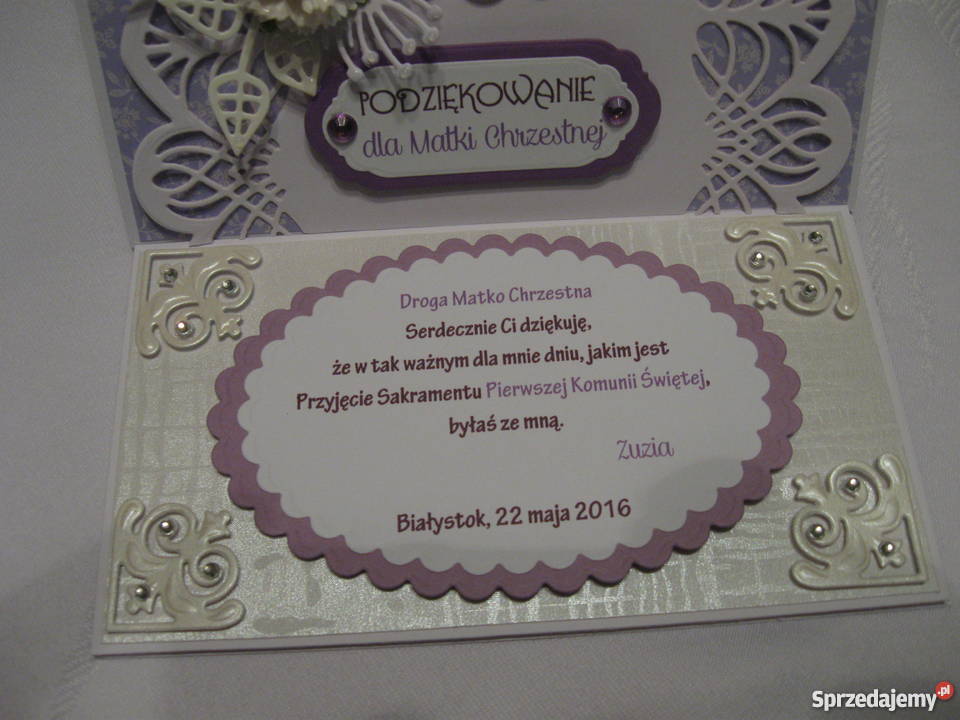 PODZIĘKOWANIE
dla Matki Chrzestnej
Droga Matko Chrzestna
Serdecznie Ci dziękuję,
że w tak ważnym dla mnie dniu, jakim jest
Przyjęcie Sakramentu Pierwszej Komunii Świętej,
byłaś ze mną.
Zuzia
Białystok, 22 maja 2016
Sprzedajemy.pl